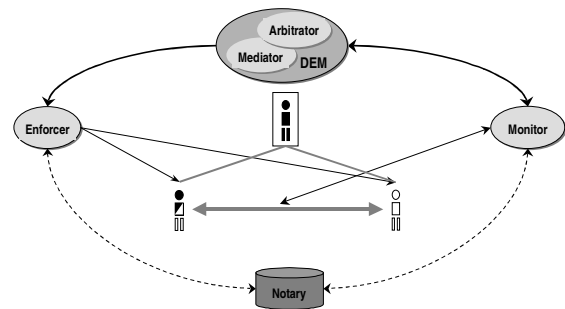 Arbitrator
Mediator
DEM
Enforcer
Monitor
Notary